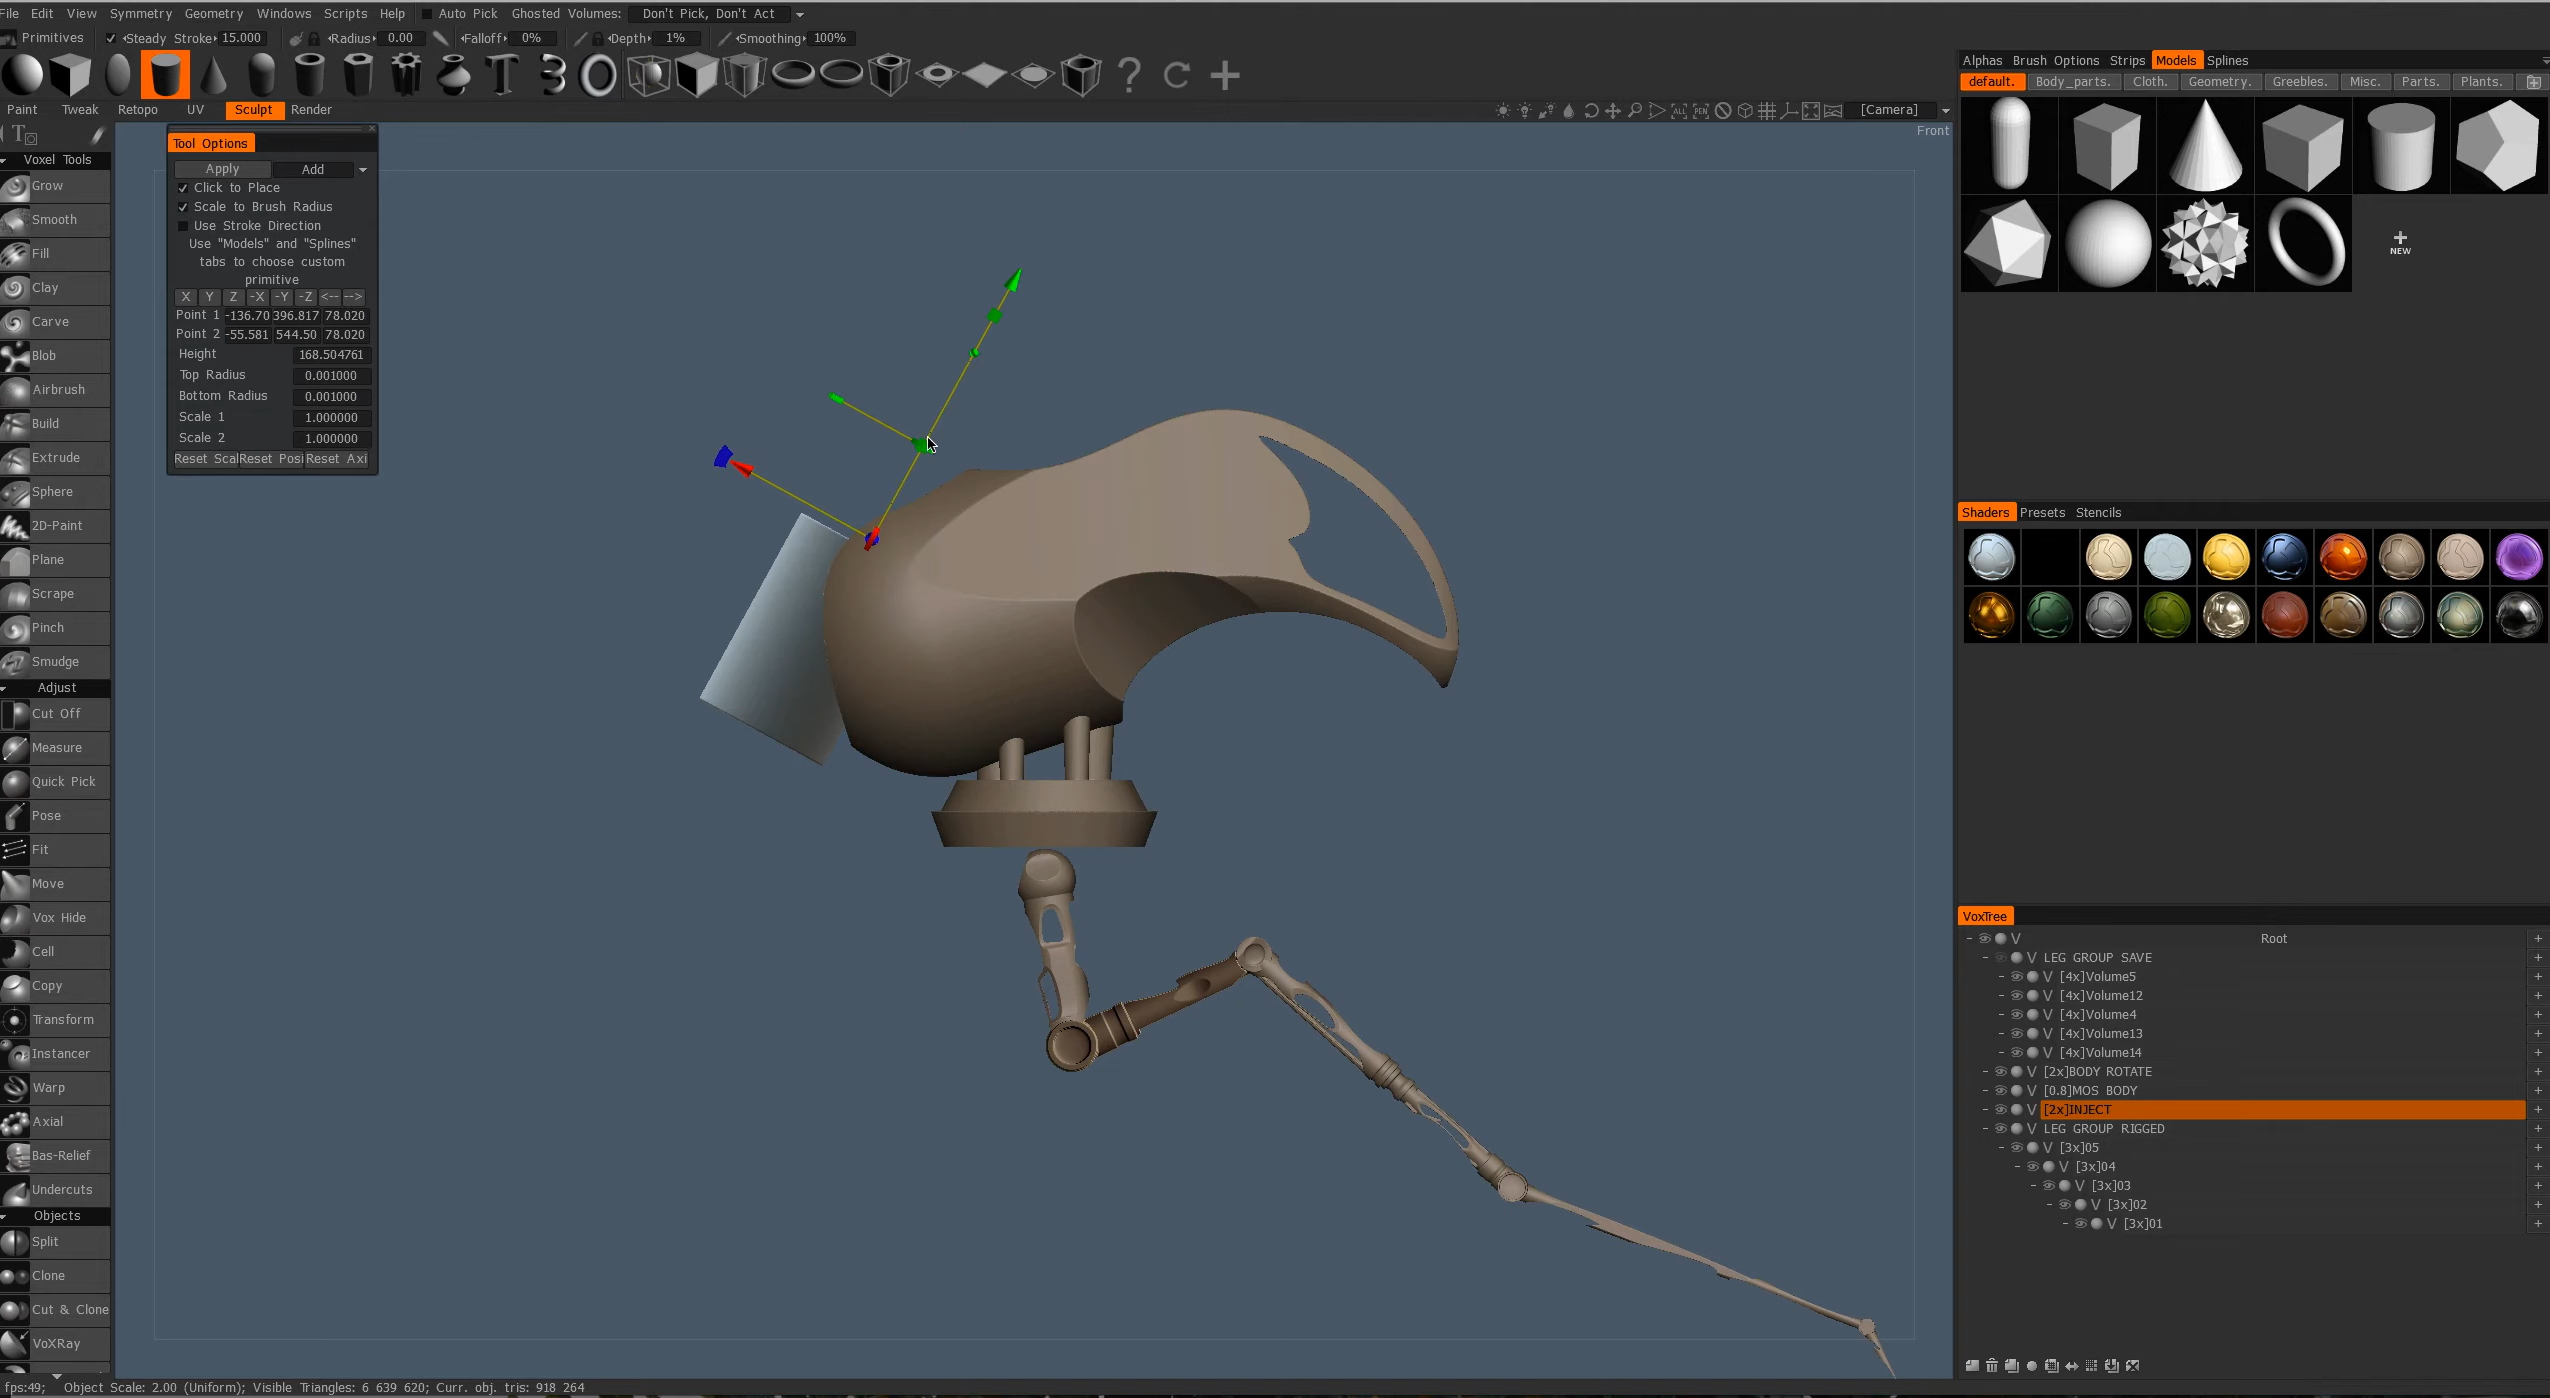 File Edit View Symmetry Geometry Windows Scripts Help Auto Pick Ghosted Volumes: Don't Pick, Don't Act
Primitives Steady Stroke 15.000 Radius 0.00 Falloff 0% Depth 1% Smoothing 100%
Paint Tweak Retopo UV Sculpt Render [Camera]
Front
Voxel Tools
Grow
Smooth
Fill
Clay
Carve
Blob
Airbrush
Build
Extrude
Sphere
2D-Paint
Plane
Scrape
Pinch
Smudge
Adjust
Cut Off
Measure
Quick Pick
Pose
Fit
Move
Vox Hide
Cell
Copy
Transform
Instancer
Warp
Axial
Bas-Relief
Undercuts
Objects
Split
Clone
Cut & Clone
VoXRay
Tool Options
Apply Add
Click to Place
Scale to Brush Radius
Use Stroke Direction
Use "Models" and "Splines"
tabs to choose custom
primitive
X Y Z -X -Y -Z <-- -->
Point 1 -136.70 396.817 78.020
Point 2 -55.581 544.50 78.020
Height 168.504761
Top Radius 0.001000
Bottom Radius 0.001000
Scale 1 1.000000
Scale 2 1.000000
Reset Scal Reset Posi Reset Axi
Alphas Brush Options Strips Models Splines
default. Body_parts. Cloth. Geometry. Greebles. Misc. Parts. Plants.
NEW
Shaders Presets Stencils
VoxTree
V Root
V LEG GROUP SAVE
V [4x]Volume5
V [4x]Volume12
V [4x]Volume4
V [4x]Volume13
V [4x]Volume14
V [2x]BODY ROTATE
V [0.8]MOS BODY
V [2x]INJECT
V LEG GROUP RIGGED
V [3x]05
V [3x]04
V [3x]03
V [3x]02
V [3x]01
fps:49; Object Scale: 2.00 (Uniform); Visible Triangles: 6 639 620; Curr. obj. tris: 918 264